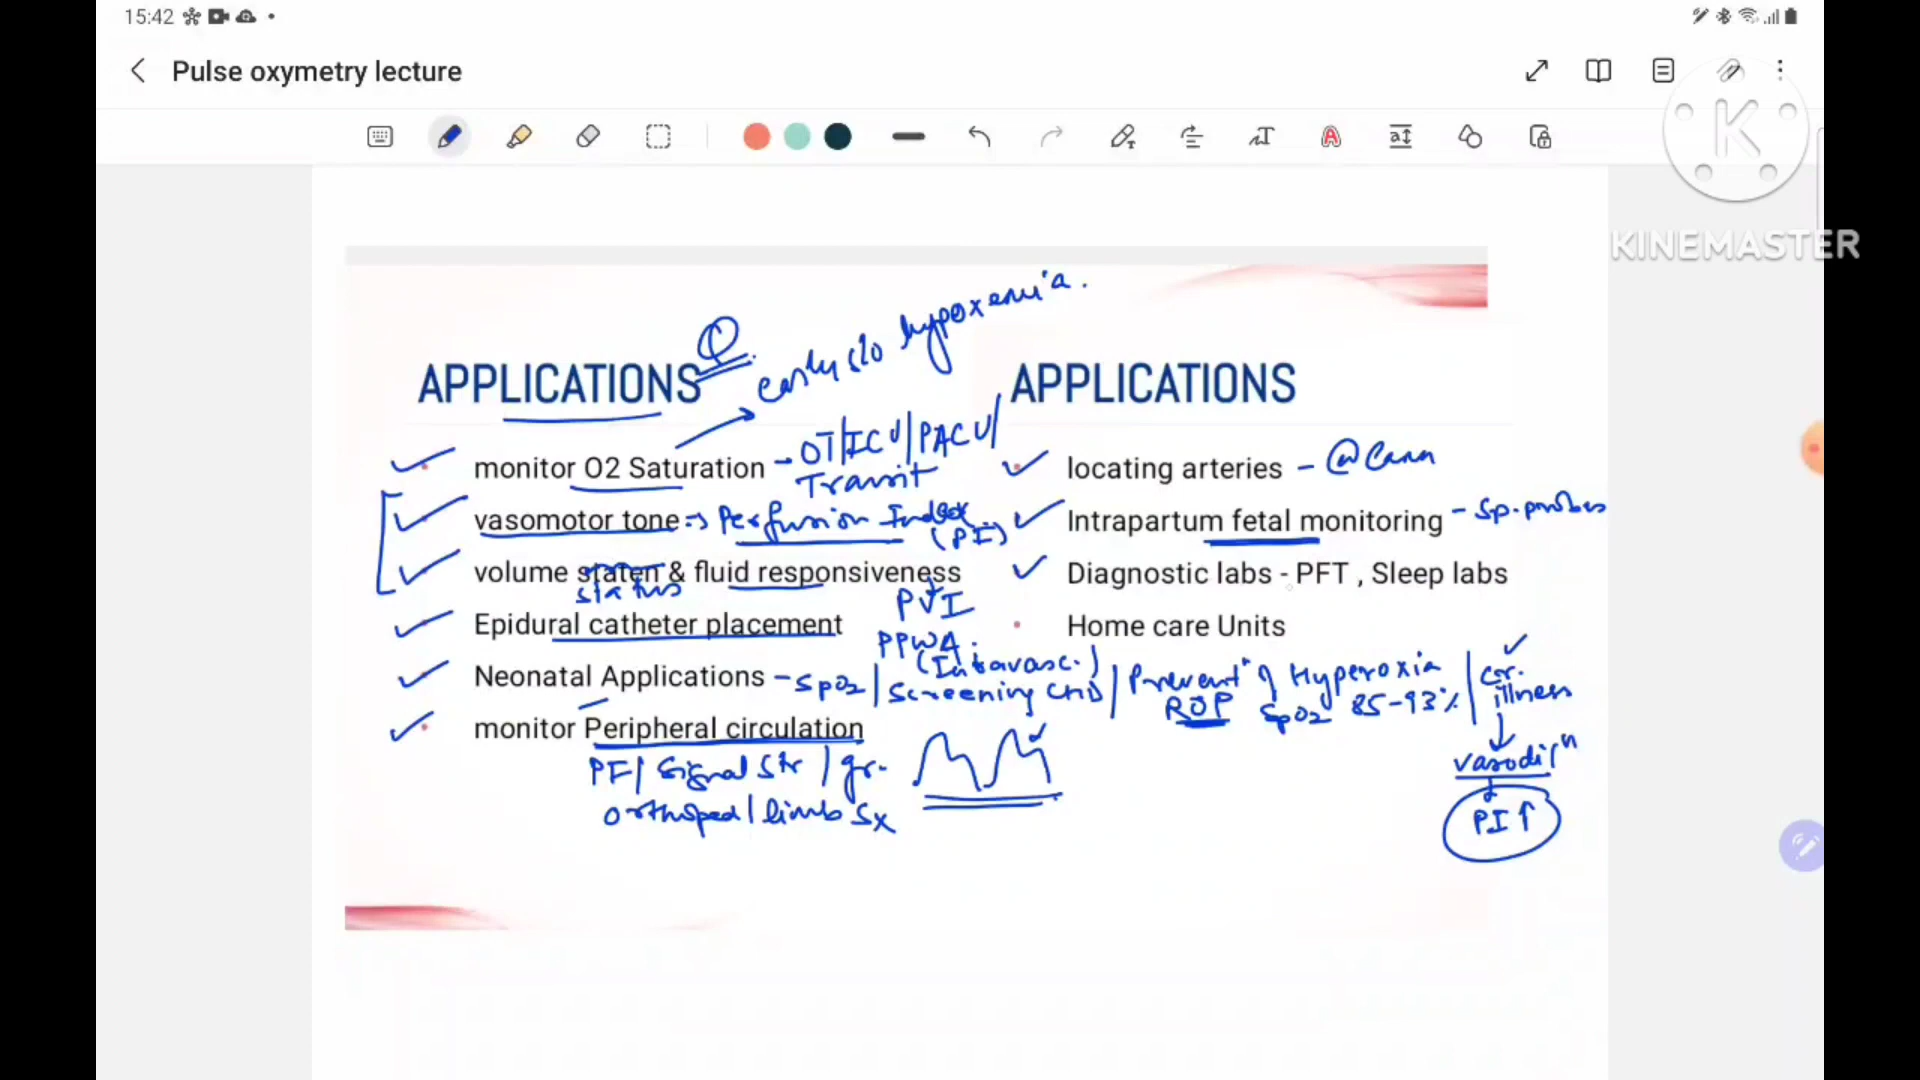 15:42
Pulse oxymetry lecture
KINEMASTER
APPLICATIONS
Q
early s/o hypoxemia.
monitor O2 Saturation - OT/ICU/PACU/
Transit
vasomotor tone => Perfusion Index
(PI)
volume staten & fluid responsiveness
status
PVI
Epidural catheter placement
PPWA
(Intravasc.)
Neonatal Applications - SpO2 | Screening CHD | Prevent n of Hyperoxia
ROP SpO2 85-93%
illness
vasodil n
PI ↑
monitor Peripheral circulation
PI | Signal Str | gr.
orthoped | limb Sx
APPLICATIONS
locating arteries - @ Cann
Intrapartum fetal monitoring - Sp. probes
Diagnostic labs - PFT , Sleep labs
Home care Units